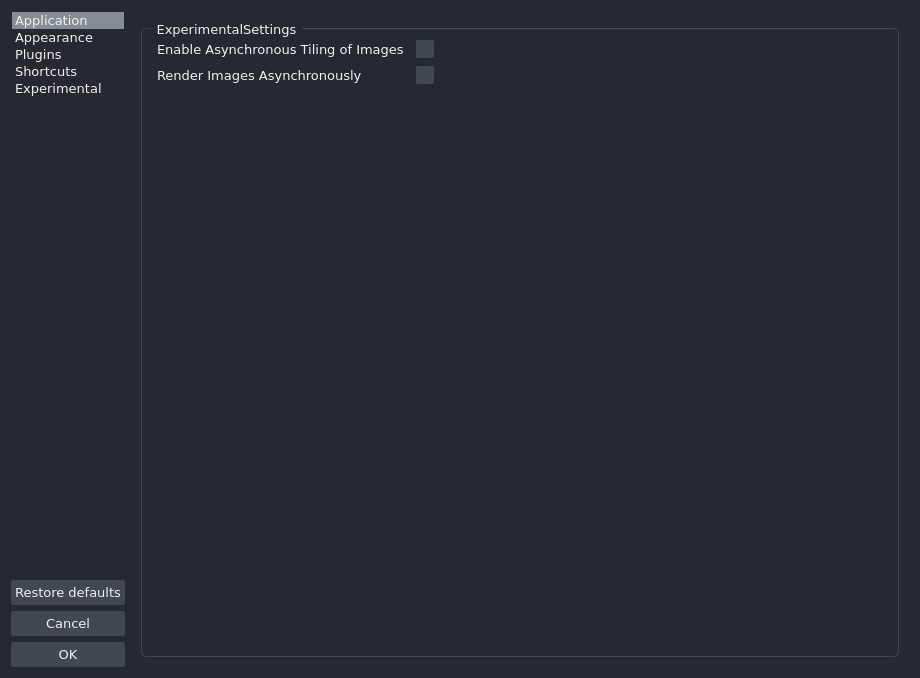 Application
Appearance
Plugins
Shortcuts
Experimental
ExperimentalSettings
Enable Asynchronous Tiling of Images
Render Images Asynchronously
Restore defaults
Cancel
OK